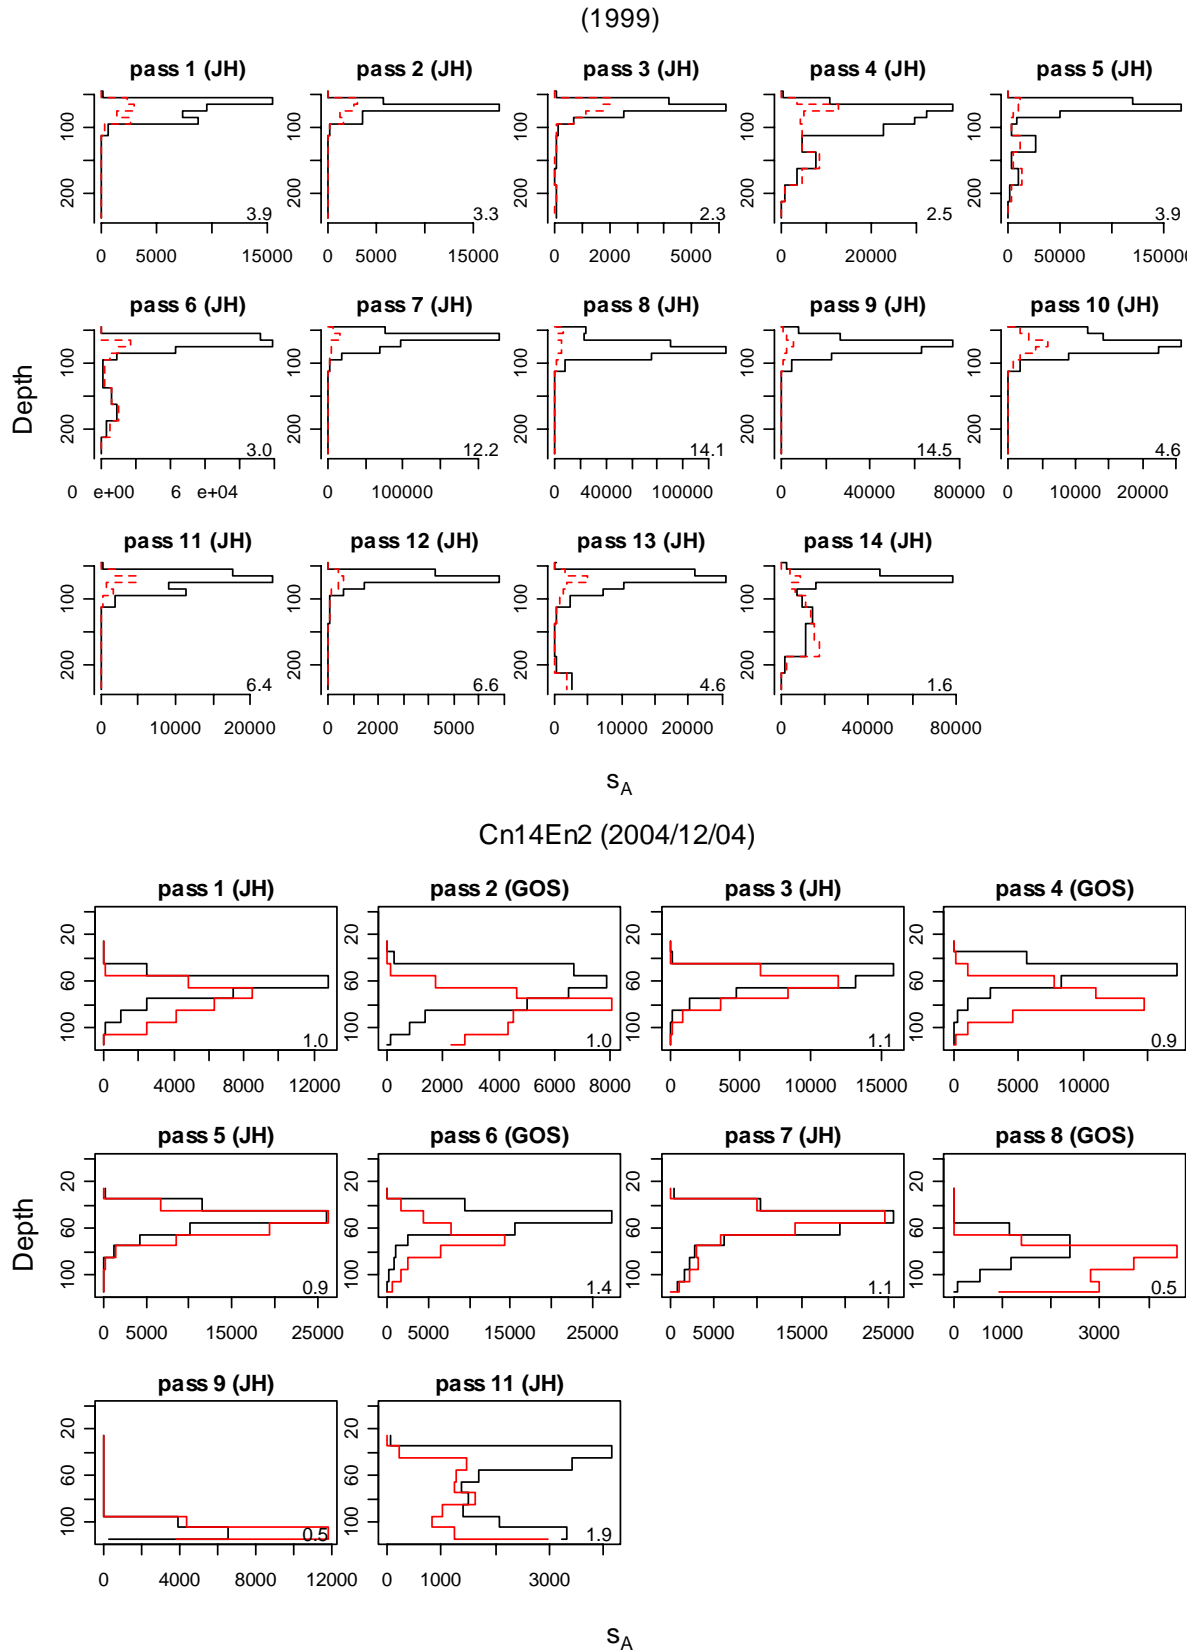 (1999)
pass 1 (JH) pass 2 (JH) pass 3 (JH) pass 4 (JH) pass 5 (JH)
100 200 100 200 100 200 100 200 100 200
3.9 3.3 2.3 2.5 3.9
0 5000 15000 0 5000 15000 0 2000 5000 0 20000 0 50000 150000
pass 6 (JH) pass 7 (JH) pass 8 (JH) pass 9 (JH) pass 10 (JH)
Depth
100 200 100 200 100 200 100 200 100 200
3.0 12.2 14.1 14.5 4.6
0 e+00 6 e+04 0 100000 0 40000 100000 0 40000 80000 0 10000 20000
pass 11 (JH) pass 12 (JH) pass 13 (JH) pass 14 (JH)
100 200 100 200 100 200 100 200
6.4 6.6 4.6 1.6
0 10000 20000 0 2000 5000 0 10000 20000 0 40000 80000
sA
Cn14En2 (2004/12/04)
pass 1 (JH) pass 2 (GOS) pass 3 (JH) pass 4 (GOS)
20 60 100 20 60 100 20 60 100 20 60 100
1.0 1.0 1.1 0.9
0 4000 8000 12000 0 2000 4000 6000 8000 0 5000 10000 15000 0 5000 10000
pass 5 (JH) pass 6 (GOS) pass 7 (JH) pass 8 (GOS)
Depth
20 60 100 20 60 100 20 60 100 20 60 100
0.9 1.4 1.1 0.5
0 5000 15000 25000 0 5000 15000 25000 0 5000 15000 25000 0 1000 3000
pass 9 (JH) pass 11 (JH)
20 60 100 20 60 100
0.5 1.9
0 4000 8000 12000 0 1000 3000
sA